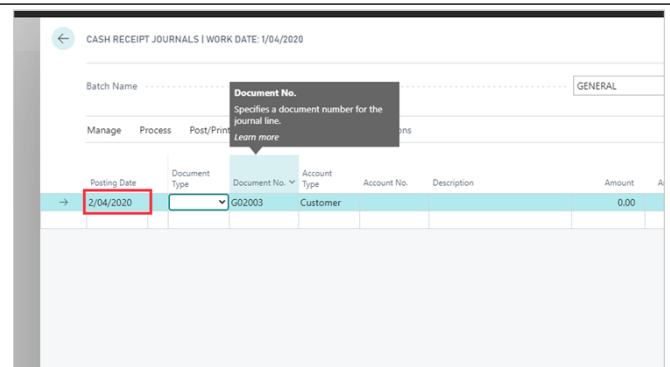 CASH RECEIPT JOURNALS | WORK DATE: 1/04/2020
Batch Name
GENERAL
Document No.
Specifies a document number for the
journal line.
Learn more
Manage Process Post/Print
Posting Date Document Type Document No. Account Type Account No. Description Amount
2/04/2020 G02003 Customer 0.00